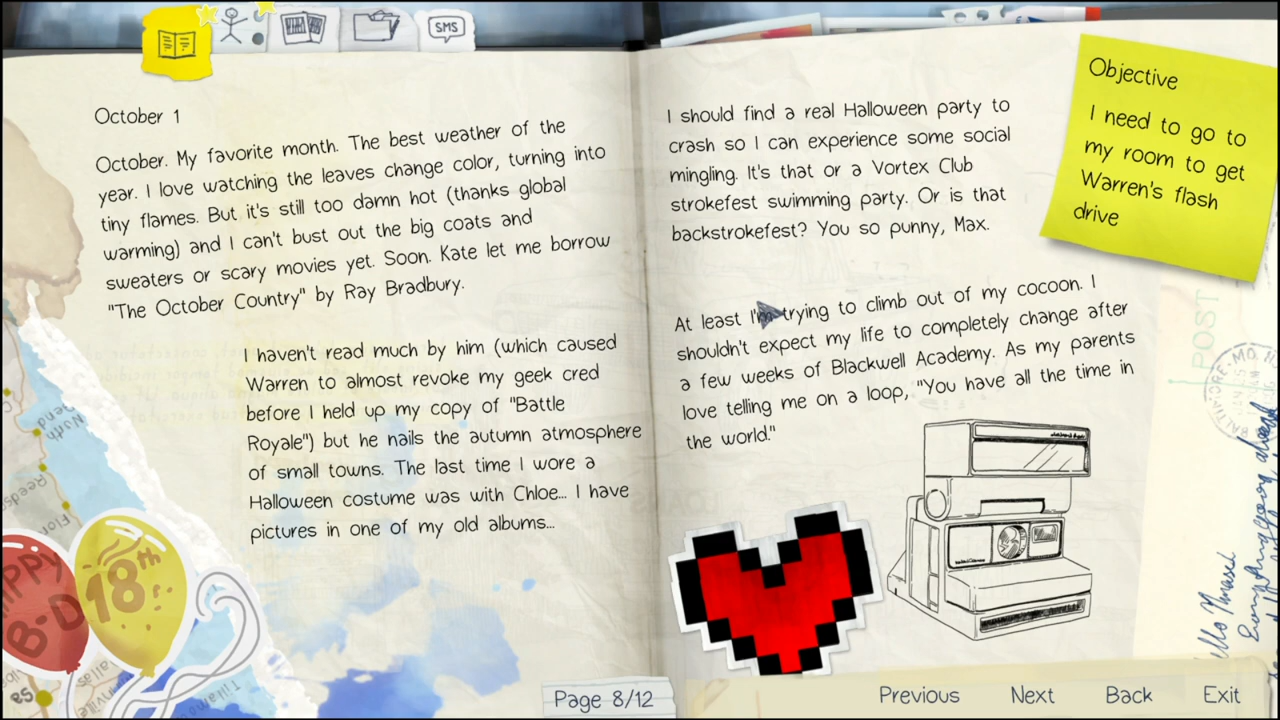 SMS
October 1
October. My favorite month. The best weather of the
year. I love watching the leaves change color, turning into
tiny flames. But it's still too damn hot (thanks global
warming) and I can't bust out the big coats and
sweaters or scary movies yet. Soon. Kate let me borrow
"The October Country" by Ray Bradbury.
I haven't read much by him (which caused
Warren to almost revoke my geek cred
before I held up my copy of "Battle
Royale") but he nails the autumn atmosphere
of small towns. The last time I wore a
Halloween costume was with Chloe... I have
pictures in one of my old albums...
18th
I should find a real Halloween party to
crash so I can experience some social
mingling. It's that or a Vortex Club
strokefest swimming party. Or is that
backstrokefest? You so punny, Max.
At least I'm trying to climb out of my cocoon. I
shouldn't expect my life to completely change after
a few weeks of Blackwell Academy. As my parents
love telling me on a loop, "You have all the time in
the world."
Objective
I need to go to
my room to get
Warren's flash
drive
POST
Page 8/12
Previous
Next
Back
Exit